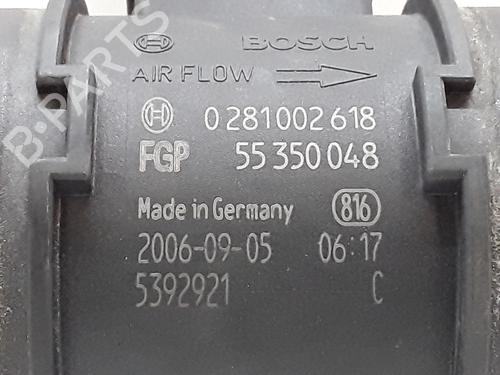 BOSCH
AIR FLOW
0 281 002 618
FGP 55 350 048
Made in Germany 816
2006-09-05 06:17
5392921 C
B-PARTS